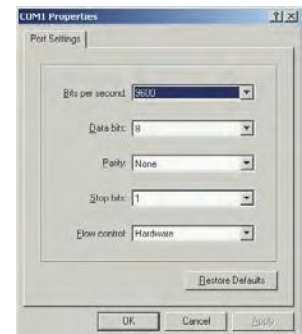 COM1 Properties
Port Settings
Bits per second: 9600
Data bits: 8
Parity: None
Stop bits: 1
Flow control: Hardware
Restore Defaults
OK Cancel Apply